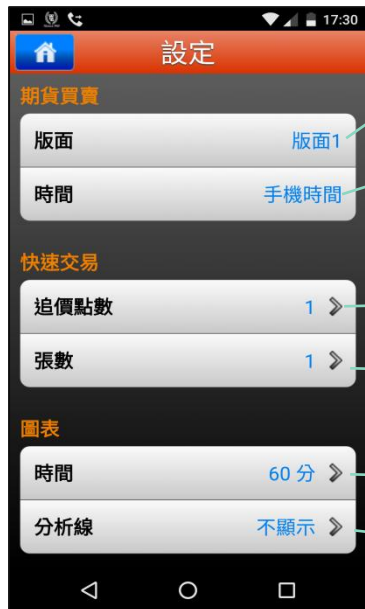 17:30
設定
期貨買賣
版面 版面1
時間 手機時間
快速交易
追價點數 1
張數 1
圖表
時間 60 分
分析線 不顯示